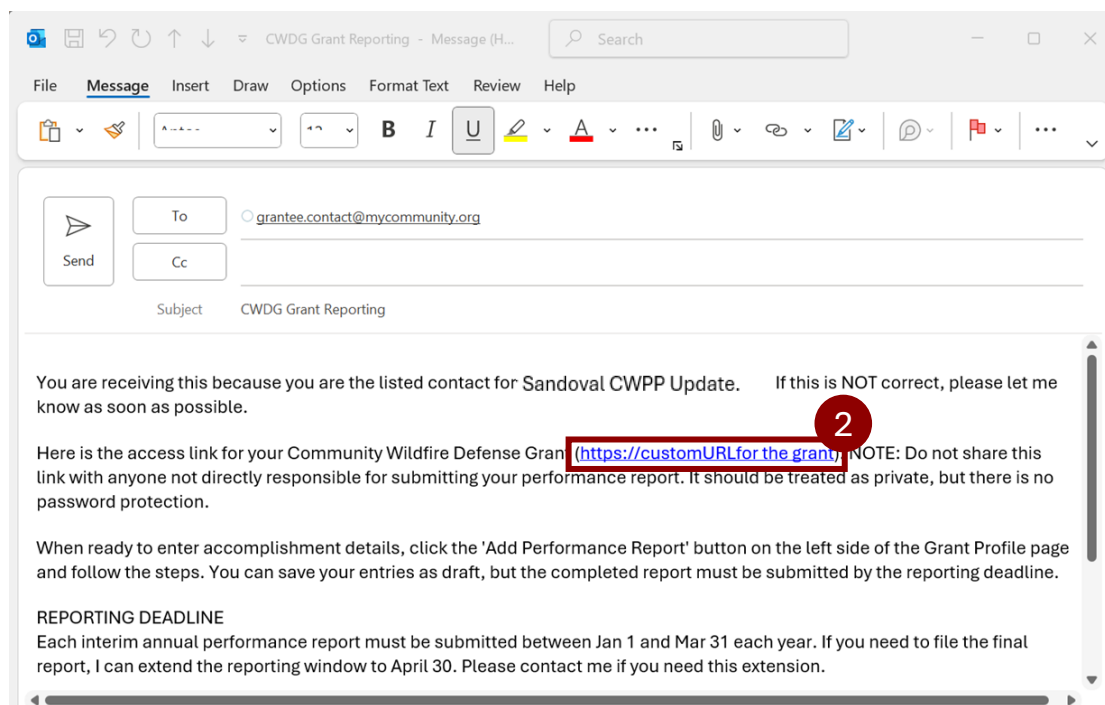 CWDG Grant Reporting - Message (H...
Search
File Message Insert Draw Options Format Text Review Help
B I U A
To grantee.contact@mycommunity.org
Send
Cc
Subject CWDG Grant Reporting
You are receiving this because you are the listed contact for Sandoval CWPP Update. If this is NOT correct, please let me
know as soon as possible.
2
Here is the access link for your Community Wildfire Defense Gran (https://customURLfor the grant) NOTE: Do not share this
link with anyone not directly responsible for submitting your performance report. It should be treated as private, but there is no
password protection.
When ready to enter accomplishment details, click the 'Add Performance Report' button on the left side of the Grant Profile page
and follow the steps. You can save your entries as draft, but the completed report must be submitted by the reporting deadline.
REPORTING DEADLINE
Each interim annual performance report must be submitted between Jan 1 and Mar 31 each year. If you need to file the final
report, I can extend the reporting window to April 30. Please contact me if you need this extension.